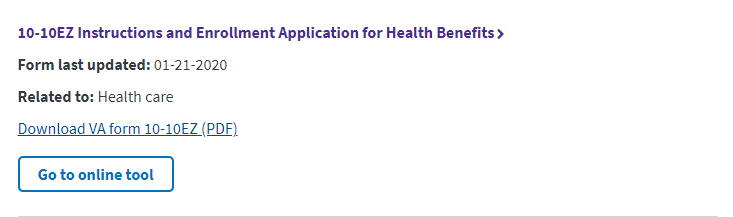 10-10EZ Instructions and Enrollment Application for Health Benefits
Form last updated: 01-21-2020
Related to: Health care
Download VA form 10-10EZ (PDF)
Go to online tool